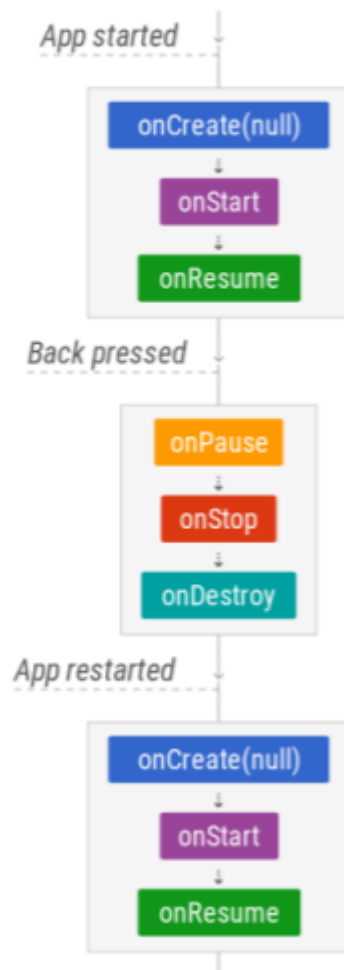 App started
onCreate(null)
onStart
onResume
Back pressed
onPause
onStop
onDestroy
App restarted
onCreate(null)
onStart
onResume